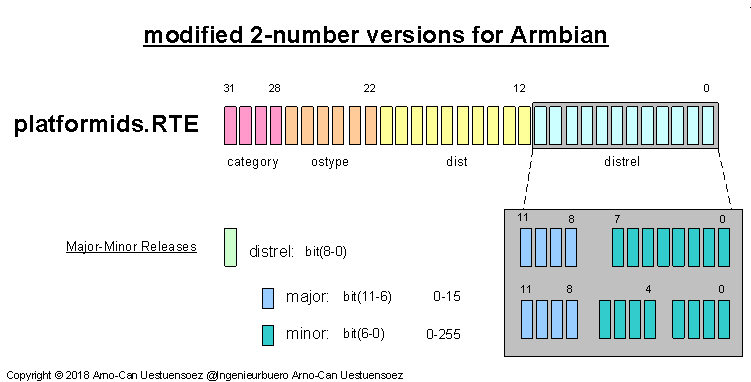 modified 2-number versions for Armbian
31 28 22 12 0
platformids.RTE
category ostype dist distrel
11 8 7 0
Major-Minor Releases
distrel: bit(8-0)
11 8 4 0
major: bit(11-6) 0-15
minor: bit(6-0) 0-255
Copyright © 2018 Arno-Can Uestuensoez @Ingenieurbuero Arno-Can Uestuensoez